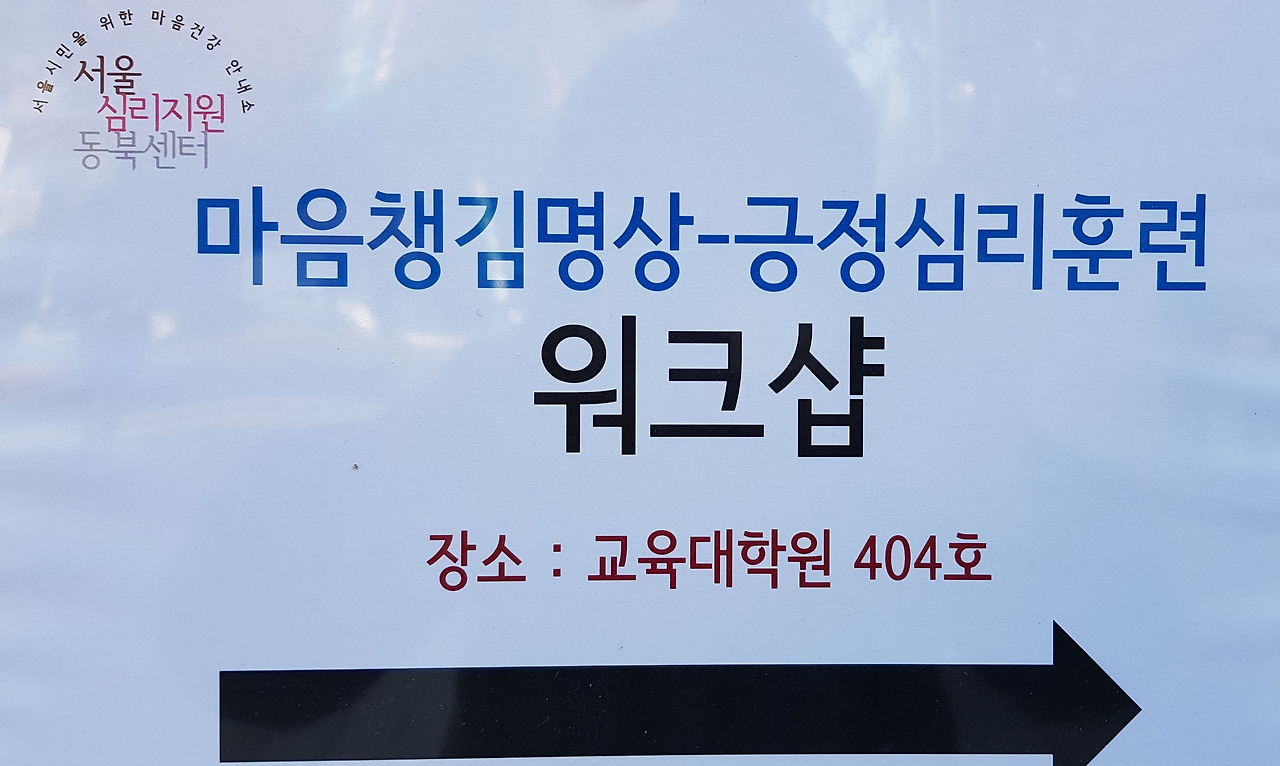 서울시민을 위한 마음건강 안내소
서울
심리지원
동북센터
마음챙김명상-긍정심리훈련
워크샵
장소 : 교육대학원 404호